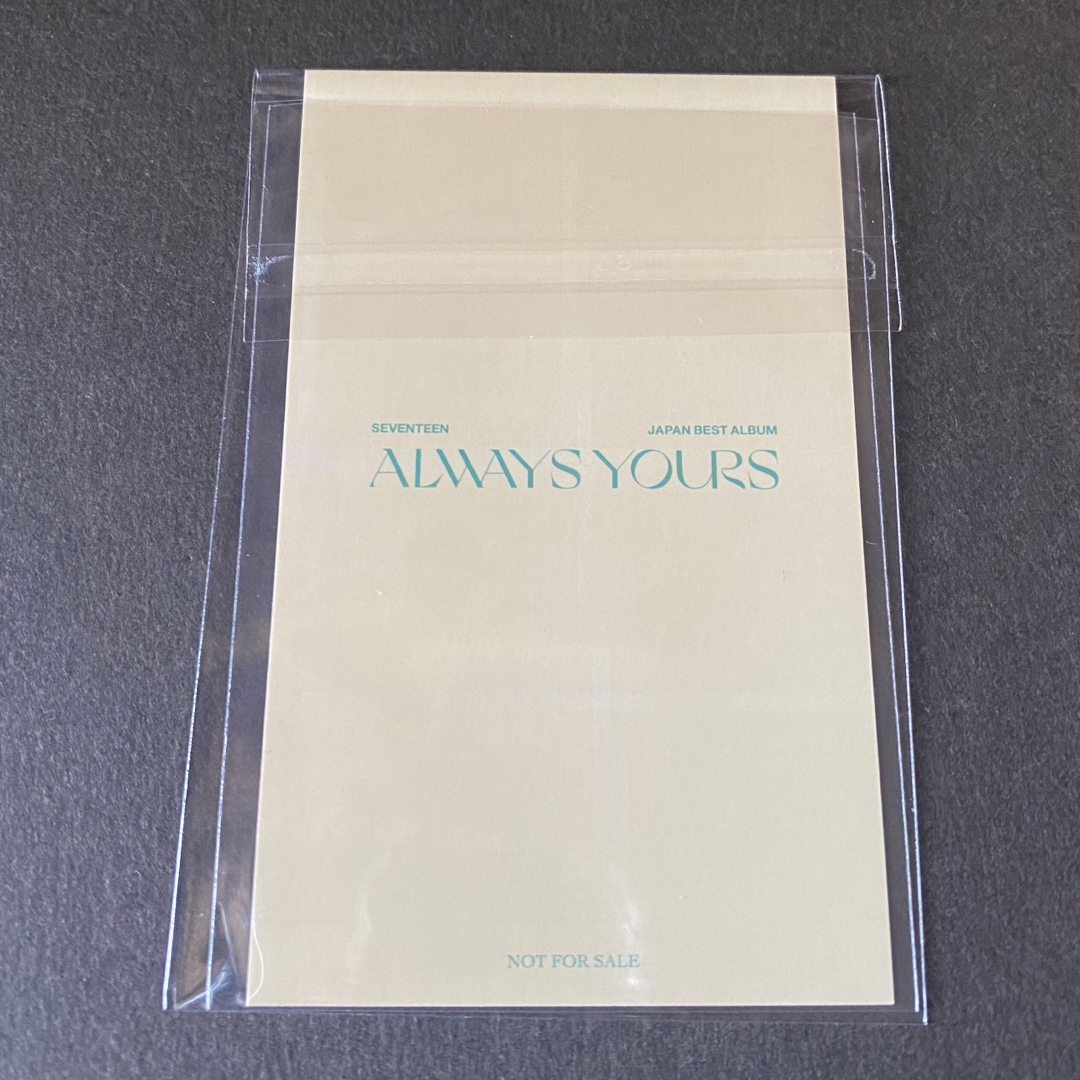 SEVENTEEN JAPAN BEST ALBUM
ALWAYS YOURS
NOT FOR SALE